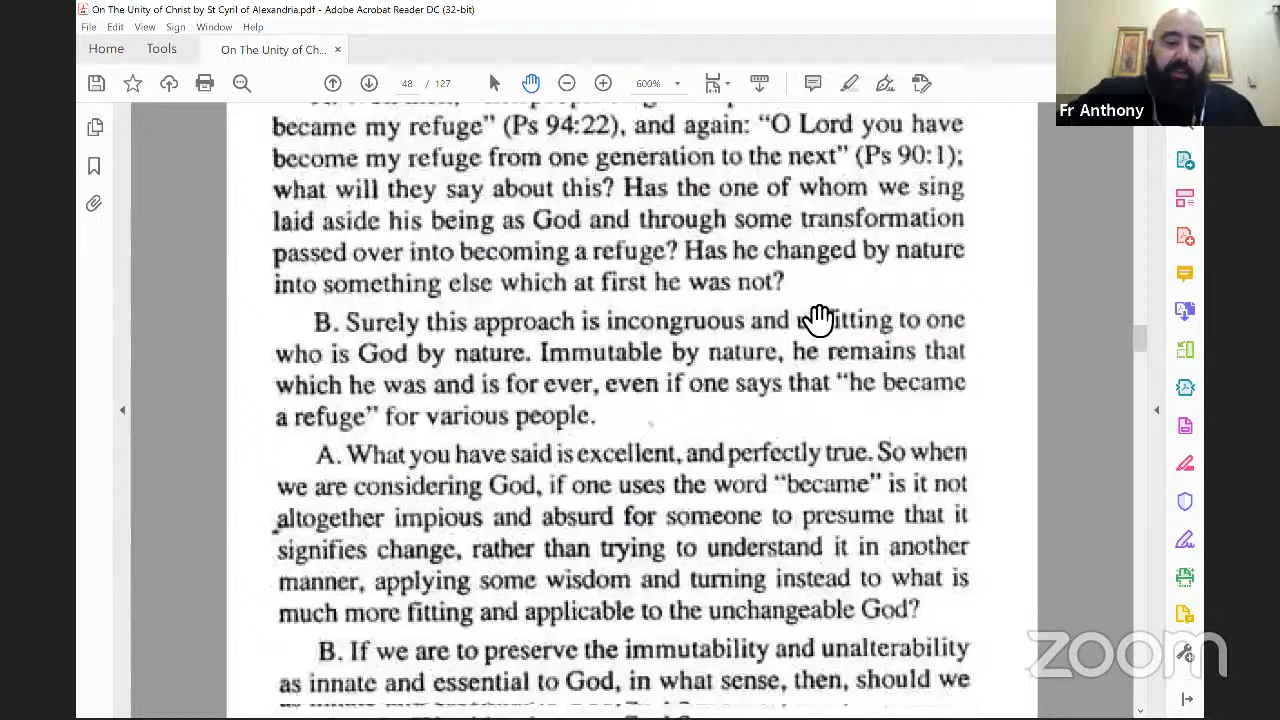 On The Unity of Christ by St Cyril of Alexandria.pdf - Adobe Acrobat Reader DC (32-bit)
File Edit View Sign Window Help
Home Tools On The Unity of Ch... ×
48 / 127 600%
Fr Anthony
became my refuge” (Ps 94:22), and again: “O Lord you have
become my refuge from one generation to the next” (Ps 90:1);
what will they say about this? Has the one of whom we sing
laid aside his being as God and through some transformation
passed over into becoming a refuge? Has he changed by nature
into something else which at first he was not?
B. Surely this approach is incongruous and to one
who is God by nature. Immutable by nature, he remains that
which he was and is for ever, even if one says that “he became
a refuge” for various people.
A. What you have said is excellent, and perfectly true. So when
we are considering God, if one uses the word “became” is it not
altogether impious and absurd for someone to presume that it
signifies change, rather than trying to understand it in another
manner, applying some wisdom and turning instead to what is
much more fitting and applicable to the unchangeable God?
B. If we are to preserve the immutability and unalterability
as innate and essential to God, in what sense, then, should we
zoom